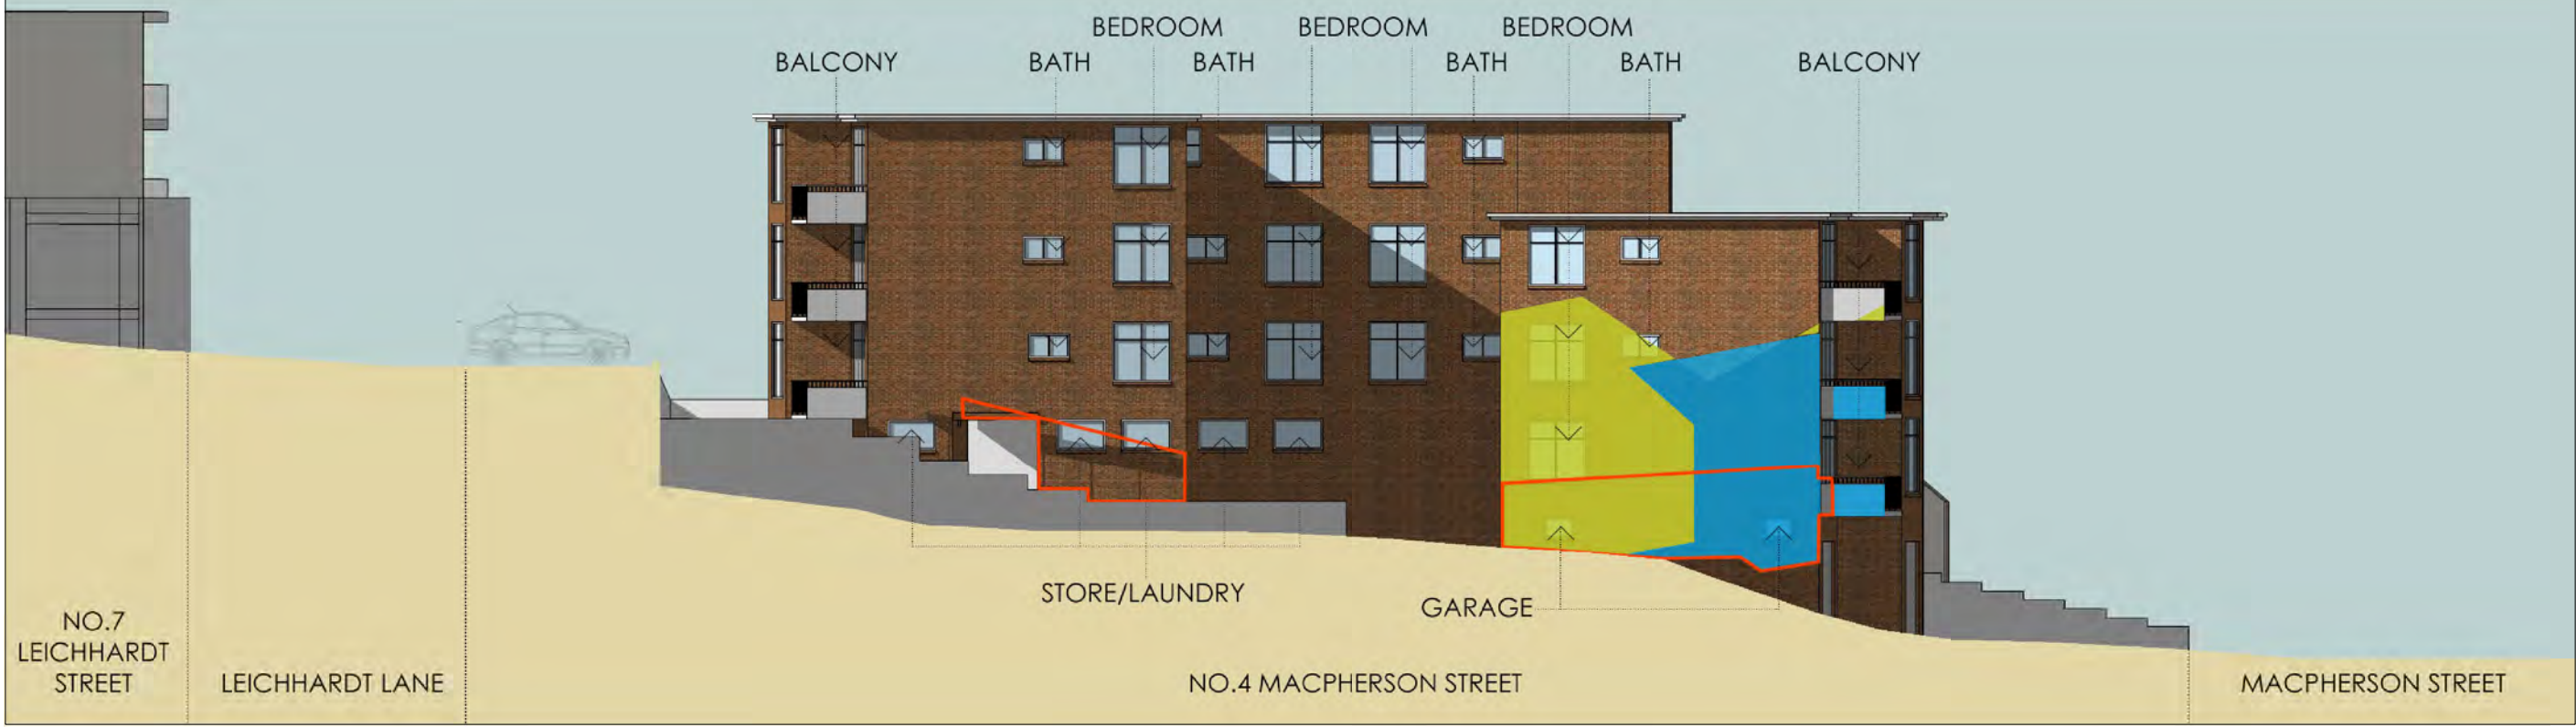 BEDROOM
BEDROOM
BEDROOM
BALCONY
BATH
BATH
BATH
BATH
BALCONY
STORE/LAUNDRY
GARAGE
NO.7
LEICHHARDT
STREET
LEICHHARDT LANE
NO.4 MACPHERSON STREET
MACPHERSON STREET